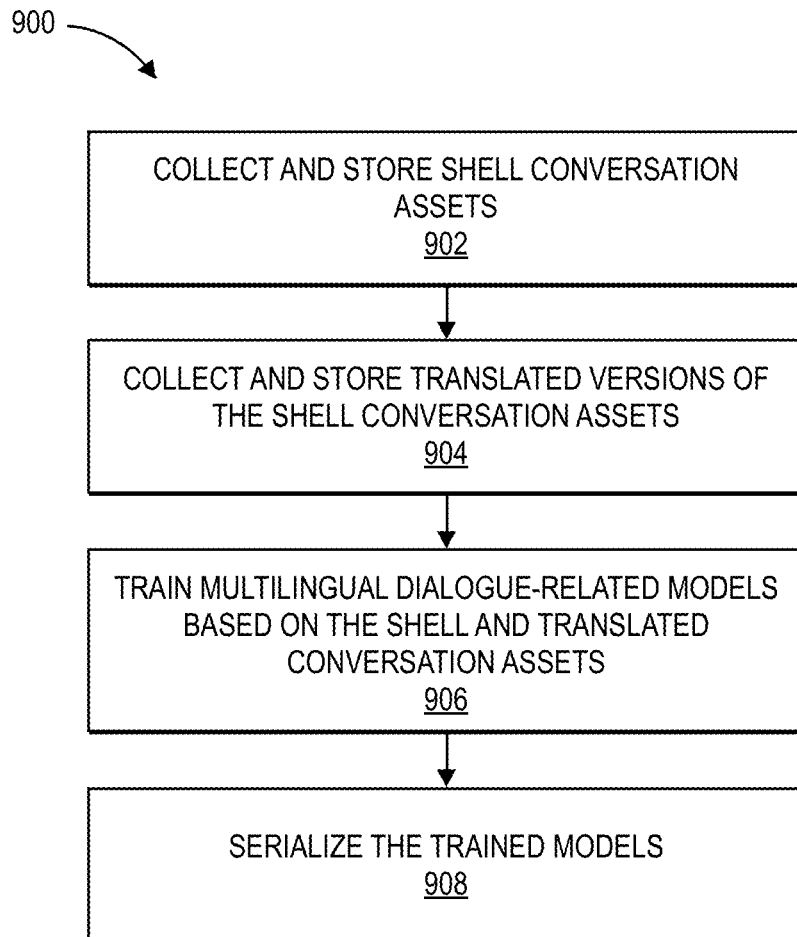 900
COLLECT AND STORE SHELL CONVERSATION
ASSETS
902
COLLECT AND STORE TRANSLATED VERSIONS OF
THE SHELL CONVERSATION ASSETS
904
TRAIN MULTILINGUAL DIALOGUE-RELATED MODELS
BASED ON THE SHELL AND TRANSLATED
CONVERSATION ASSETS
906
SERIALIZE THE TRAINED MODELS
908